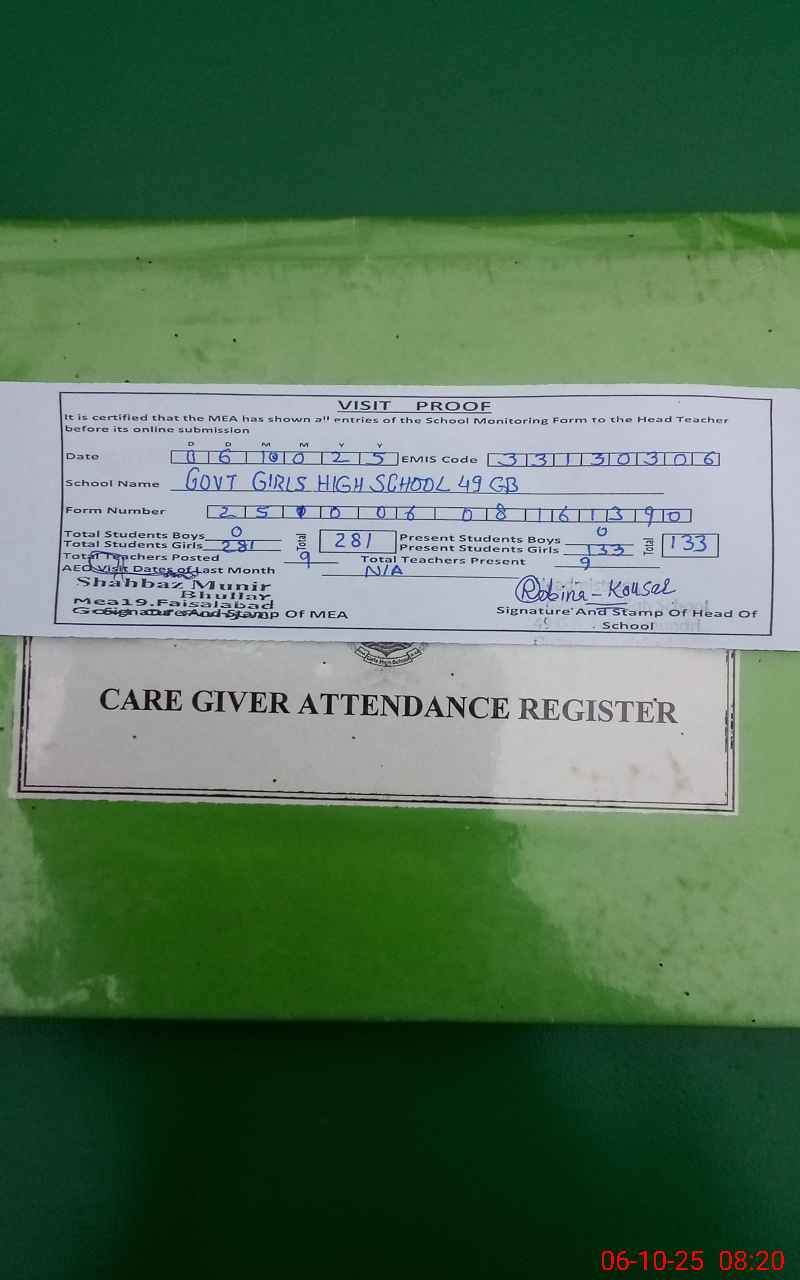 VISIT PROOF
It is certified that the MEA has shown all entries of the School Monitoring Form to the Head Teacher
before its online submission
D D M M Y Y
Date 0 6 1 0 2 5 EMIS Code 3 3 1 3 0 3 0 6
School Name GOVT GIRLS HIGH SCHOOL 49 GB
Form Number 2 5 1 0 0 6 0 8 1 6 1 3 9 0
Total Students Boys 0 Total 281 Present Students Boys 0 Total 133
Total Students Girls 281 Present Students Girls 133
Total Teachers Posted 9 Total Teachers Present 9
AEO Visit Dates of Last Month N/A
Shahbaz Munir
Bhullar
Mea19.Faisalabad
Robina-Kousar
Signature And Stamp Of MEA
Signature And Stamp Of Head Of
School
CARE GIVER ATTENDANCE REGISTER
06-10-25 08:20